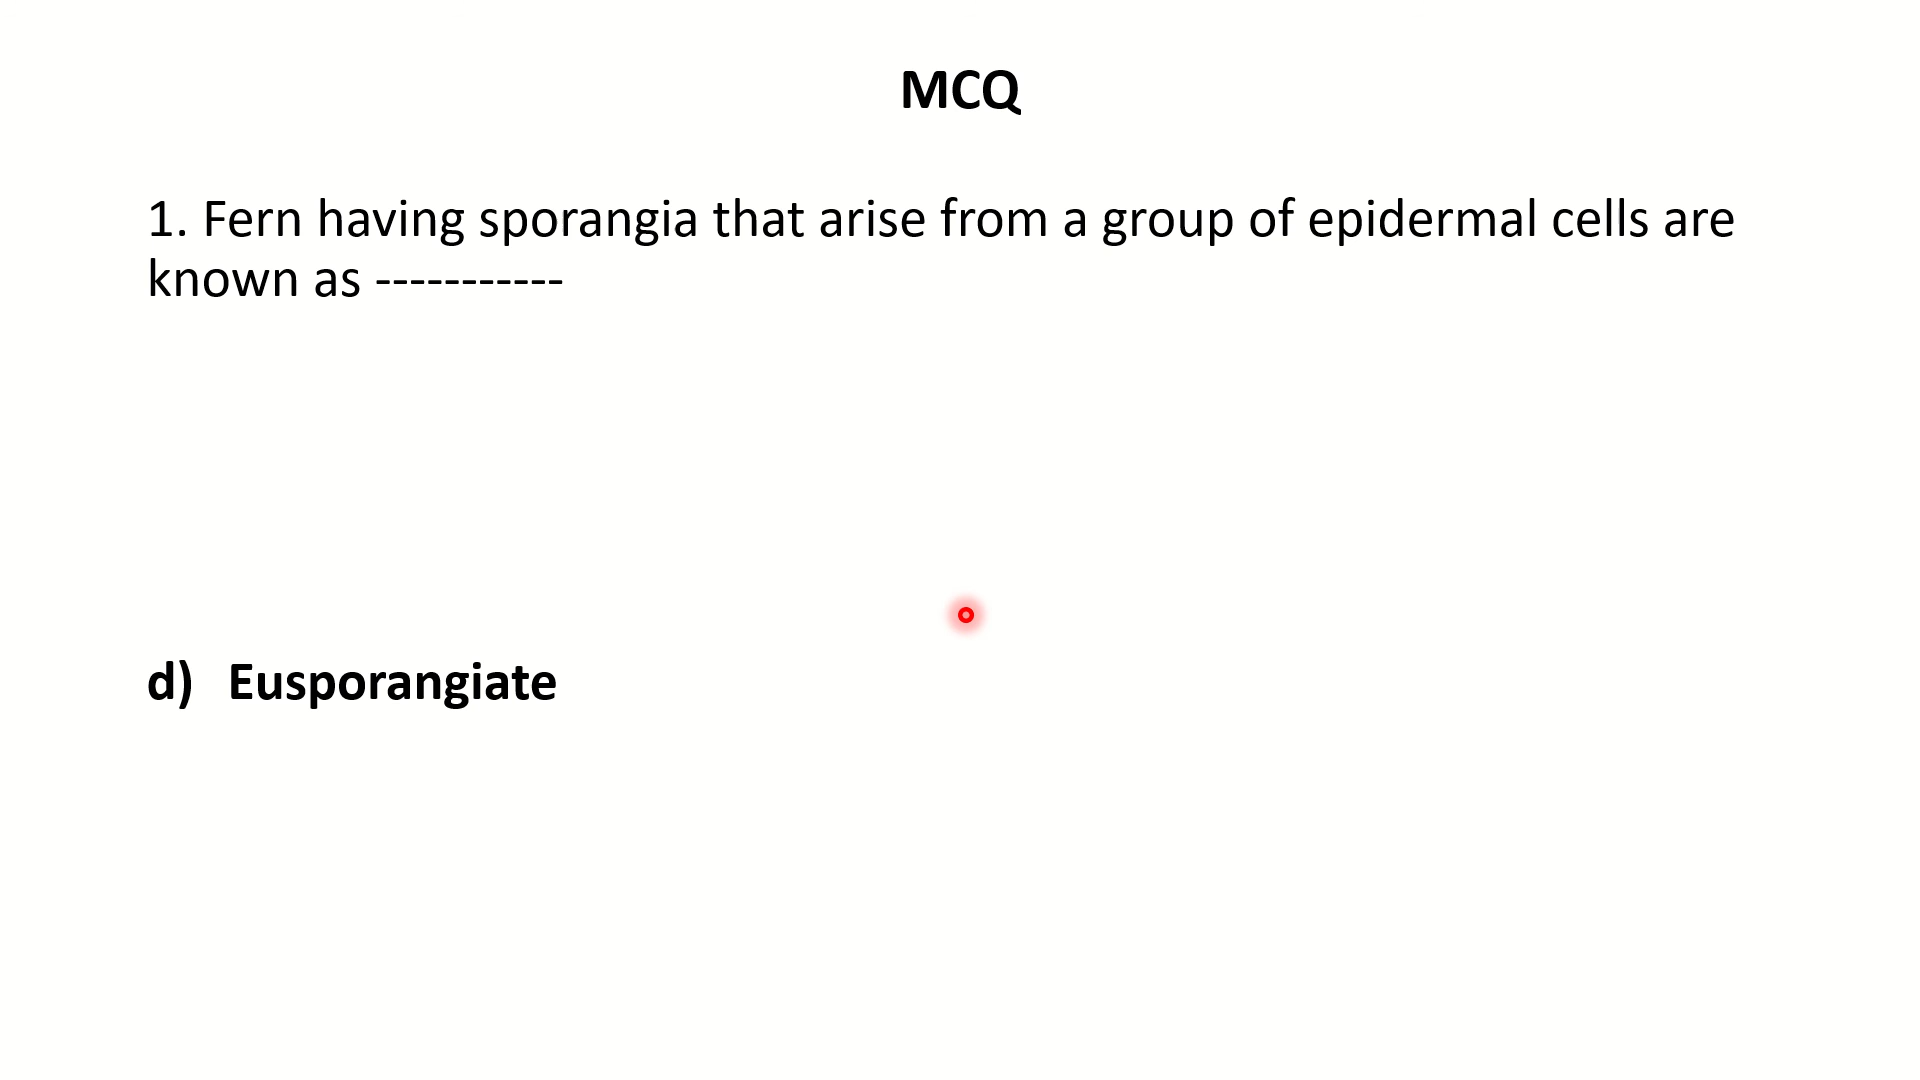 MCQ
1. Fern having sporangia that arise from a group of epidermal cells are
known as -----------
d) Eusporangiate